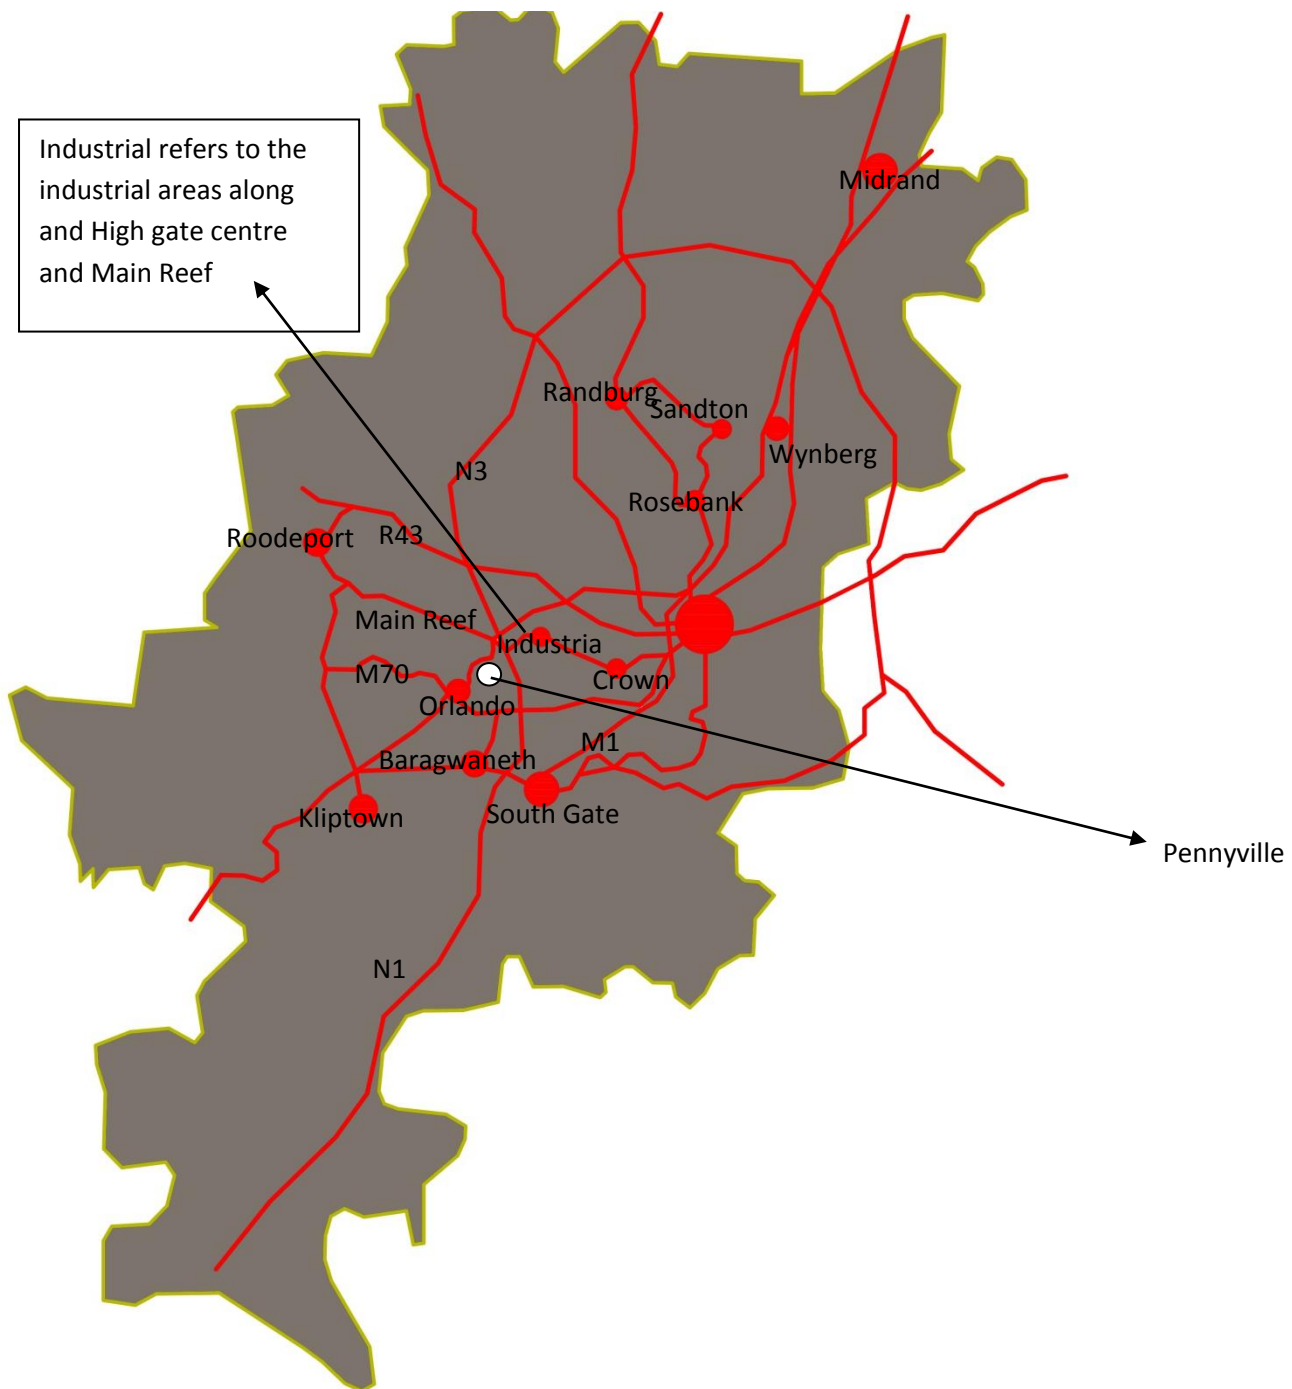 Industrial refers to the
industrial areas along
and High gate centre
and Main Reef
Midrand
Randburg
Sandton
Wynberg
N3
Rosebank
Roodeport
R43
Main Reef
Industria
M70
Crown
Orlando
M1
Baragwaneth
South Gate
Kliptown
Pennyville
N1